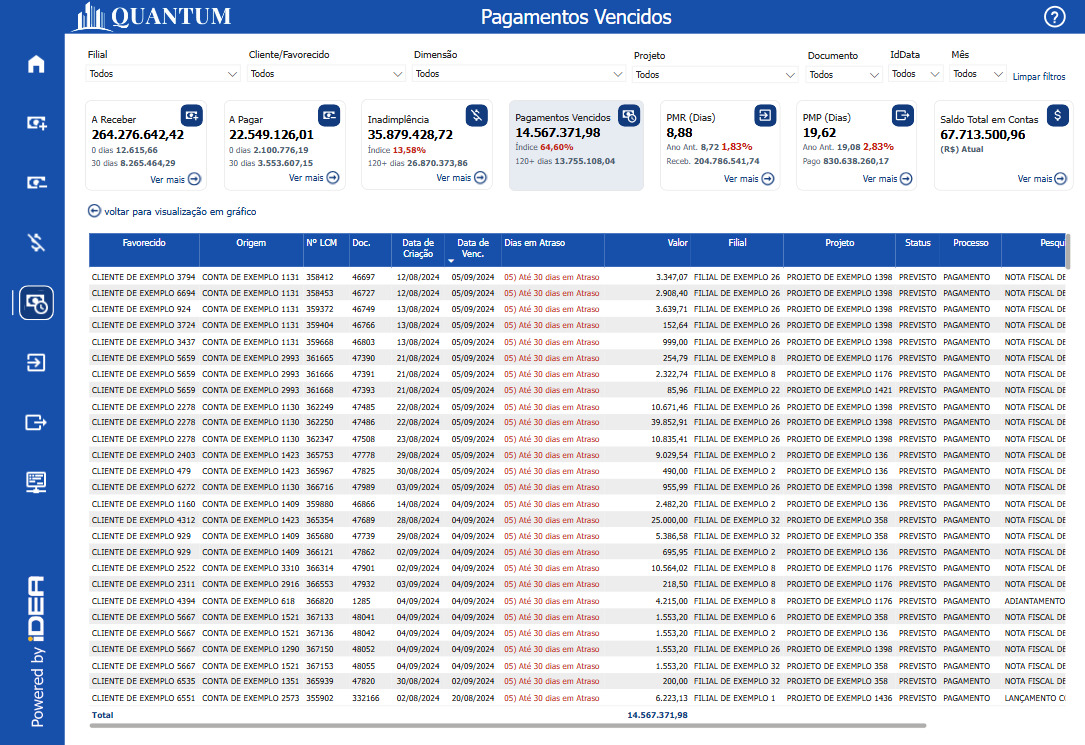 QUANTUM
Pagamentos Vencidos
?
Filial Cliente/Favorecido Dimensão Projeto Documento IdData Mês
Todos Todos Todos Todos Todos Todos Todos Limpar filtros
A Receber
264.276.642,42
0 dias 12.615,66
30 dias 8.265.464,29
Ver mais
A Pagar
22.549.126,01
0 dias 2.100.776,19
30 dias 3.553.607,15
Ver mais
Inadimplência
35.879.428,72
Índice 13,58%
120+ dias 26.870.373,86
Ver mais
Pagamentos Vencidos
14.567.371,98
Índice 64,60%
120+ dias 13.755.108,04
PMR (Dias)
8,88
Ano Ant. 8,72 1,83%
Receb. 204.786.541,74
Ver mais
PMP (Dias)
19,62
Ano Ant. 19,08 2,83%
Pago 830.638.260,17
Ver mais
$
Saldo Total em Contas
67.713.500,96
(R$) Atual
Ver mais
voltar para visualização em gráfico
Favorecido Origem Nº LCM Doc. Data de Criação Data de Venc. Dias em Atraso Valor Filial Projeto Status Processo Pesqu
CLIENTE DE EXEMPLO 3794 CONTA DE EXEMPLO 1131 358412 46697 12/08/2024 05/09/2024 05) Até 30 dias em Atraso 3.347,07 FILIAL DE EXEMPLO 26 PROJETO DE EXEMPLO 1398 PREVISTO PAGAMENTO NOTA FISCAL DE
CLIENTE DE EXEMPLO 6694 CONTA DE EXEMPLO 1131 358453 46727 12/08/2024 05/09/2024 05) Até 30 dias em Atraso 2.908,40 FILIAL DE EXEMPLO 26 PROJETO DE EXEMPLO 1398 PREVISTO PAGAMENTO NOTA FISCAL DE
CLIENTE DE EXEMPLO 924 CONTA DE EXEMPLO 1131 359372 46749 13/08/2024 05/09/2024 05) Até 30 dias em Atraso 3.639,71 FILIAL DE EXEMPLO 26 PROJETO DE EXEMPLO 1398 PREVISTO PAGAMENTO NOTA FISCAL DE
CLIENTE DE EXEMPLO 3724 CONTA DE EXEMPLO 1131 359404 46766 13/08/2024 05/09/2024 05) Até 30 dias em Atraso 152,64 FILIAL DE EXEMPLO 26 PROJETO DE EXEMPLO 1398 PREVISTO PAGAMENTO NOTA FISCAL DE
CLIENTE DE EXEMPLO 3437 CONTA DE EXEMPLO 1131 359668 46803 13/08/2024 05/09/2024 05) Até 30 dias em Atraso 999,00 FILIAL DE EXEMPLO 26 PROJETO DE EXEMPLO 1398 PREVISTO PAGAMENTO NOTA FISCAL DE
CLIENTE DE EXEMPLO 5659 CONTA DE EXEMPLO 2993 361665 47390 21/08/2024 05/09/2024 05) Até 30 dias em Atraso 254,79 FILIAL DE EXEMPLO 8 PROJETO DE EXEMPLO 1176 PREVISTO PAGAMENTO NOTA FISCAL DE
CLIENTE DE EXEMPLO 5659 CONTA DE EXEMPLO 2993 361666 47391 21/08/2024 05/09/2024 05) Até 30 dias em Atraso 2.322,74 FILIAL DE EXEMPLO 8 PROJETO DE EXEMPLO 1176 PREVISTO PAGAMENTO NOTA FISCAL DE
CLIENTE DE EXEMPLO 5659 CONTA DE EXEMPLO 2993 361668 47393 21/08/2024 05/09/2024 05) Até 30 dias em Atraso 85,96 FILIAL DE EXEMPLO 22 PROJETO DE EXEMPLO 1421 PREVISTO PAGAMENTO NOTA FISCAL DE
CLIENTE DE EXEMPLO 2278 CONTA DE EXEMPLO 1130 362249 47485 22/08/2024 05/09/2024 05) Até 30 dias em Atraso 10.671,46 FILIAL DE EXEMPLO 26 PROJETO DE EXEMPLO 1398 PREVISTO PAGAMENTO NOTA FISCAL DE
CLIENTE DE EXEMPLO 2278 CONTA DE EXEMPLO 1130 362250 47486 22/08/2024 05/09/2024 05) Até 30 dias em Atraso 39.852,91 FILIAL DE EXEMPLO 26 PROJETO DE EXEMPLO 1398 PREVISTO PAGAMENTO NOTA FISCAL DE
CLIENTE DE EXEMPLO 2278 CONTA DE EXEMPLO 1130 362347 47508 23/08/2024 05/09/2024 05) Até 30 dias em Atraso 10.835,41 FILIAL DE EXEMPLO 26 PROJETO DE EXEMPLO 1398 PREVISTO PAGAMENTO NOTA FISCAL DE
CLIENTE DE EXEMPLO 2403 CONTA DE EXEMPLO 1423 365753 47778 29/08/2024 05/09/2024 05) Até 30 dias em Atraso 9.029,54 FILIAL DE EXEMPLO 2 PROJETO DE EXEMPLO 136 PREVISTO PAGAMENTO NOTA FISCAL DE
CLIENTE DE EXEMPLO 479 CONTA DE EXEMPLO 1423 365967 47825 30/08/2024 05/09/2024 05) Até 30 dias em Atraso 490,00 FILIAL DE EXEMPLO 2 PROJETO DE EXEMPLO 136 PREVISTO PAGAMENTO NOTA FISCAL DE
CLIENTE DE EXEMPLO 6272 CONTA DE EXEMPLO 1130 366716 47989 03/09/2024 05/09/2024 05) Até 30 dias em Atraso 955,99 FILIAL DE EXEMPLO 26 PROJETO DE EXEMPLO 1398 PREVISTO PAGAMENTO NOTA FISCAL DE
CLIENTE DE EXEMPLO 1160 CONTA DE EXEMPLO 1409 359880 46866 14/08/2024 04/09/2024 05) Até 30 dias em Atraso 2.482,20 FILIAL DE EXEMPLO 2 PROJETO DE EXEMPLO 136 PREVISTO PAGAMENTO NOTA FISCAL DE
CLIENTE DE EXEMPLO 4312 CONTA DE EXEMPLO 1423 365354 47689 28/08/2024 04/09/2024 05) Até 30 dias em Atraso 25.000,00 FILIAL DE EXEMPLO 32 PROJETO DE EXEMPLO 358 PREVISTO PAGAMENTO NOTA FISCAL DE
CLIENTE DE EXEMPLO 929 CONTA DE EXEMPLO 1409 365680 47739 29/08/2024 04/09/2024 05) Até 30 dias em Atraso 5.386,58 FILIAL DE EXEMPLO 32 PROJETO DE EXEMPLO 358 PREVISTO PAGAMENTO NOTA FISCAL DE
CLIENTE DE EXEMPLO 929 CONTA DE EXEMPLO 1409 366121 47862 02/09/2024 04/09/2024 05) Até 30 dias em Atraso 695,95 FILIAL DE EXEMPLO 2 PROJETO DE EXEMPLO 136 PREVISTO PAGAMENTO NOTA FISCAL DE
CLIENTE DE EXEMPLO 2522 CONTA DE EXEMPLO 3310 366314 47901 02/09/2024 04/09/2024 05) Até 30 dias em Atraso 10.564,02 FILIAL DE EXEMPLO 8 PROJETO DE EXEMPLO 1176 PREVISTO PAGAMENTO NOTA FISCAL DE
CLIENTE DE EXEMPLO 2311 CONTA DE EXEMPLO 2916 366553 47932 03/09/2024 04/09/2024 05) Até 30 dias em Atraso 218,50 FILIAL DE EXEMPLO 8 PROJETO DE EXEMPLO 1176 PREVISTO PAGAMENTO NOTA FISCAL DE
CLIENTE DE EXEMPLO 4394 CONTA DE EXEMPLO 618 366820 1285 04/09/2024 04/09/2024 05) Até 30 dias em Atraso 4.215,00 FILIAL DE EXEMPLO 8 PROJETO DE EXEMPLO 1176 PREVISTO PAGAMENTO ADIANTAMENTO
CLIENTE DE EXEMPLO 5667 CONTA DE EXEMPLO 1521 367133 48041 04/09/2024 04/09/2024 05) Até 30 dias em Atraso 1.553,20 FILIAL DE EXEMPLO 6 PROJETO DE EXEMPLO 358 PREVISTO PAGAMENTO NOTA FISCAL DE
CLIENTE DE EXEMPLO 5667 CONTA DE EXEMPLO 1521 367136 48042 04/09/2024 04/09/2024 05) Até 30 dias em Atraso 1.553,20 FILIAL DE EXEMPLO 2 PROJETO DE EXEMPLO 136 PREVISTO PAGAMENTO NOTA FISCAL DE
CLIENTE DE EXEMPLO 5667 CONTA DE EXEMPLO 1290 367150 48052 04/09/2024 04/09/2024 05) Até 30 dias em Atraso 1.553,20 FILIAL DE EXEMPLO 26 PROJETO DE EXEMPLO 1398 PREVISTO PAGAMENTO NOTA FISCAL DE
CLIENTE DE EXEMPLO 5667 CONTA DE EXEMPLO 1521 367153 48055 04/09/2024 04/09/2024 05) Até 30 dias em Atraso 1.553,20 FILIAL DE EXEMPLO 32 PROJETO DE EXEMPLO 358 PREVISTO PAGAMENTO NOTA FISCAL DE
CLIENTE DE EXEMPLO 6535 CONTA DE EXEMPLO 1351 365939 47820 30/08/2024 02/09/2024 05) Até 30 dias em Atraso 200,00 FILIAL DE EXEMPLO 32 PROJETO DE EXEMPLO 358 PREVISTO PAGAMENTO NOTA FISCAL DE
CLIENTE DE EXEMPLO 6551 CONTA DE EXEMPLO 2573 355902 332166 02/08/2024 20/08/2024 05) Até 30 dias em Atraso 6.223,13 FILIAL DE EXEMPLO 1 PROJETO DE EXEMPLO 1436 PREVISTO PAGAMENTO LANÇAMENTO CO
Total 14.567.371,98
Powered by iDEA